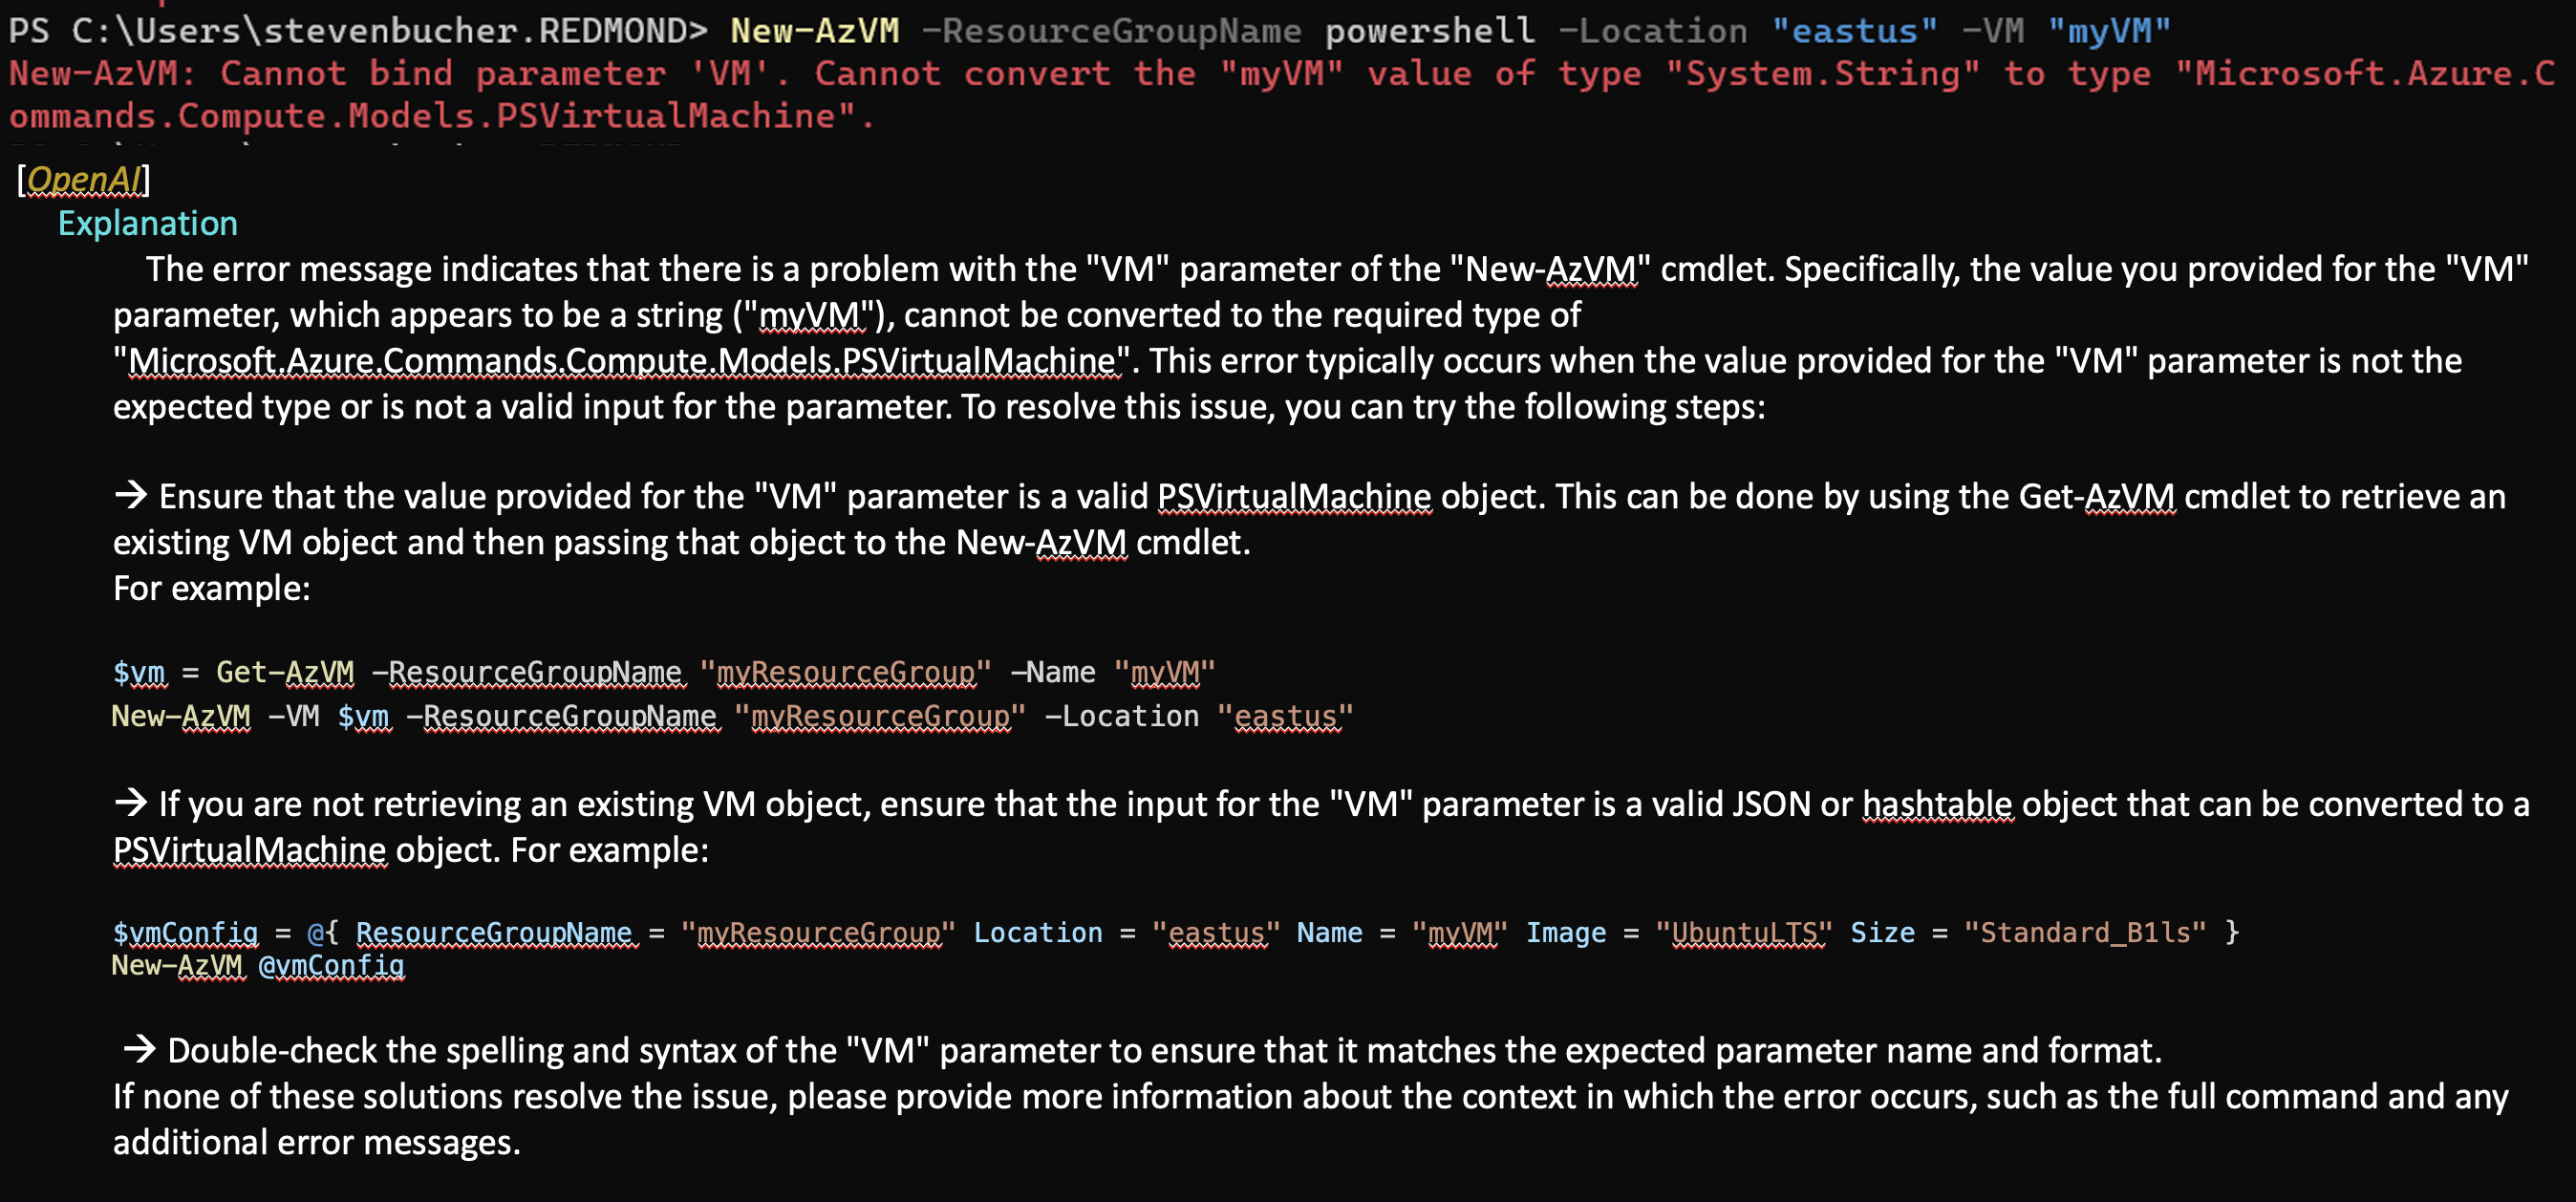 PS C:\Users\stevenbucher.REDMOND> New-AzVM -ResourceGroupName powershell -Location "eastus" -VM "myVM"
New-AzVM: Cannot bind parameter 'VM'. Cannot convert the "myVM" value of type "System.String" to type "Microsoft.Azure.C
ommands.Compute.Models.PSVirtualMachine".
[OpenAI]
Explanation
The error message indicates that there is a problem with the "VM" parameter of the "New-AzVM" cmdlet. Specifically, the value you provided for the "VM"
parameter, which appears to be a string ("myVM"), cannot be converted to the required type of
"Microsoft.Azure.Commands.Compute.Models.PSVirtualMachine". This error typically occurs when the value provided for the "VM" parameter is not the
expected type or is not a valid input for the parameter. To resolve this issue, you can try the following steps:
→ Ensure that the value provided for the "VM" parameter is a valid PSVirtualMachine object. This can be done by using the Get-AzVM cmdlet to retrieve an
existing VM object and then passing that object to the New-AzVM cmdlet.
For example:
$vm = Get-AzVM -ResourceGroupName "myResourceGroup" -Name "myVM"
New-AzVM -VM $vm -ResourceGroupName "myResourceGroup" -Location "eastus"
→ If you are not retrieving an existing VM object, ensure that the input for the "VM" parameter is a valid JSON or hashtable object that can be converted to a
PSVirtualMachine object. For example:
$vmConfig = @{ ResourceGroupName = "myResourceGroup" Location = "eastus" Name = "myVM" Image = "UbuntuLTS" Size = "Standard_B1ls" }
New-AzVM @vmConfig
→ Double-check the spelling and syntax of the "VM" parameter to ensure that it matches the expected parameter name and format.
If none of these solutions resolve the issue, please provide more information about the context in which the error occurs, such as the full command and any
additional error messages.